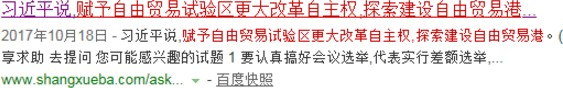 习近平说,赋予自由贸易试验区更大改革自主权,探索建设自由贸易港...
2017年10月18日 - 习近平说,赋予自由贸易试验区更大改革自主权,探索建设自由贸易港。(
享求助 去提问 您可能感兴趣的试题 1 要认真搞好会议选举,代表实行差额选举,...
www.shangxueba.com/ask... - 百度快照